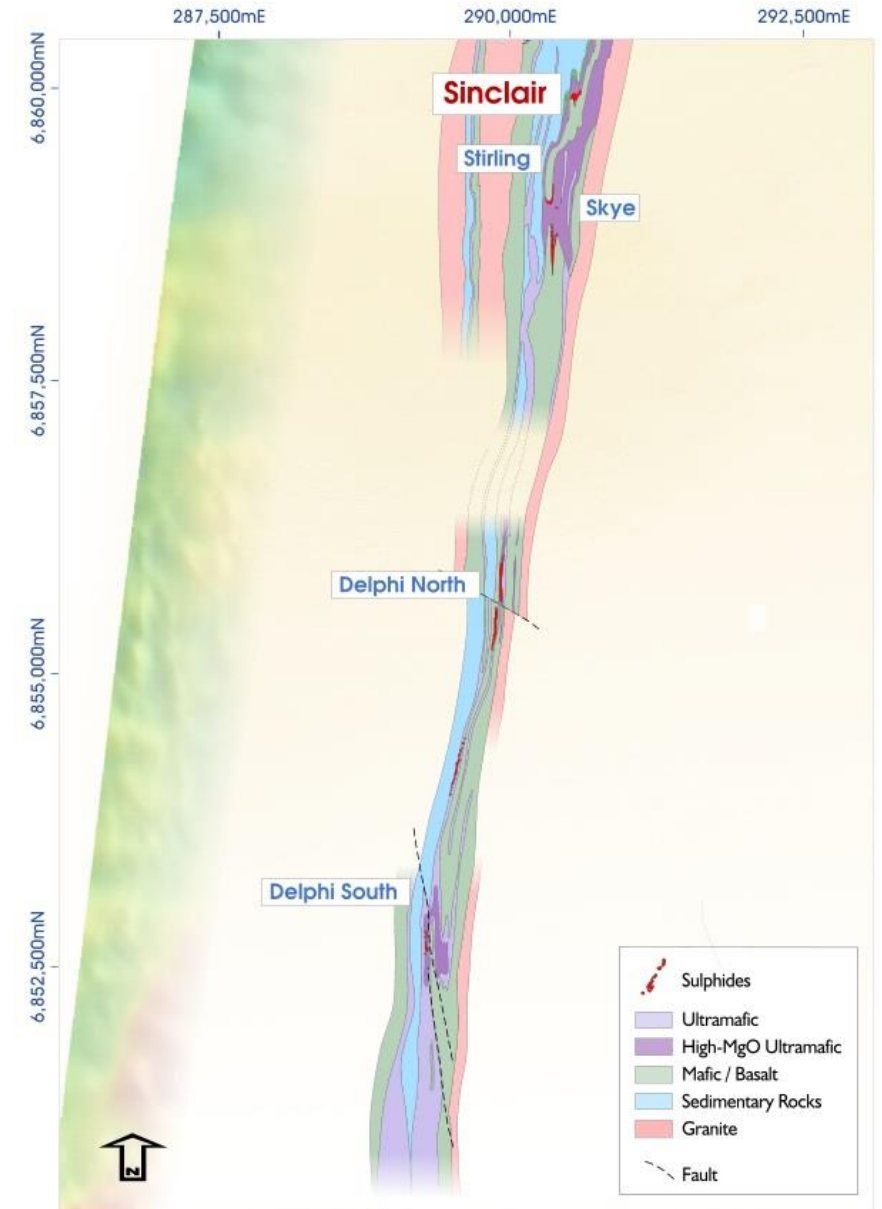 287,500mE
290,000mE
292,500mE
6,860,000mN
Sinclair
Stirling
Skye
6,857,500mN
Delphi North
6,855,000mN
Delphi South
6,852,500mN
Sulphides
Ultramafic
High-MgO Ultramafic
Mafic / Basalt
Sedimentary Rocks
Granite
Fault
N